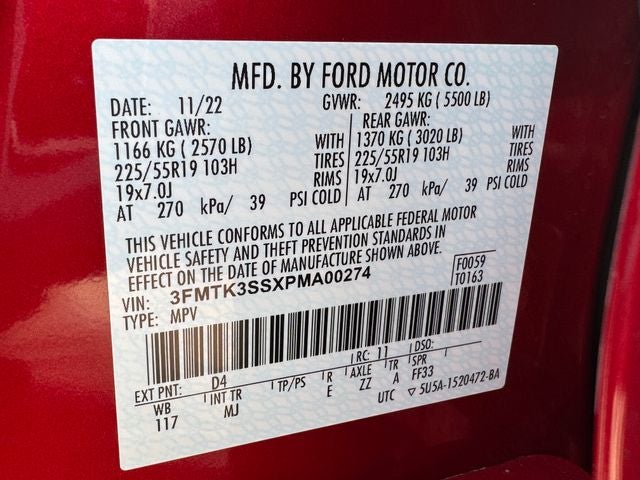 MFD. BY FORD MOTOR CO.
DATE: 11/22 GVWR: 2495 KG ( 5500 LB)
FRONT GAWR: REAR GAWR:
1166 KG ( 2570 LB) WITH 1370 KG ( 3020 LB) WITH
225/55R19 103H TIRES 225/55R19 103H TIRES
19x7.0J RIMS 19x7.0J RIMS
AT 270 kPa/ 39 PSI COLD AT 270 kPa/ 39 PSI COLD
THIS VEHICLE CONFORMS TO ALL APPLICABLE FEDERAL MOTOR
VEHICLE SAFETY AND THEFT PREVENTION STANDARDS IN
EFFECT ON THE DATE OF MANUFACTURE SHOWN ABOVE.
VIN: 3FMTK3SSXPMA00274 F0059
TYPE: MPV T0163
EXT PNT: D4 RC: 11 DSO:
WB INT TR TP/PS R AXLE TR SPR
117 MJ E ZZ A FF33
UTC ▽ 5U5A-1520472-BA